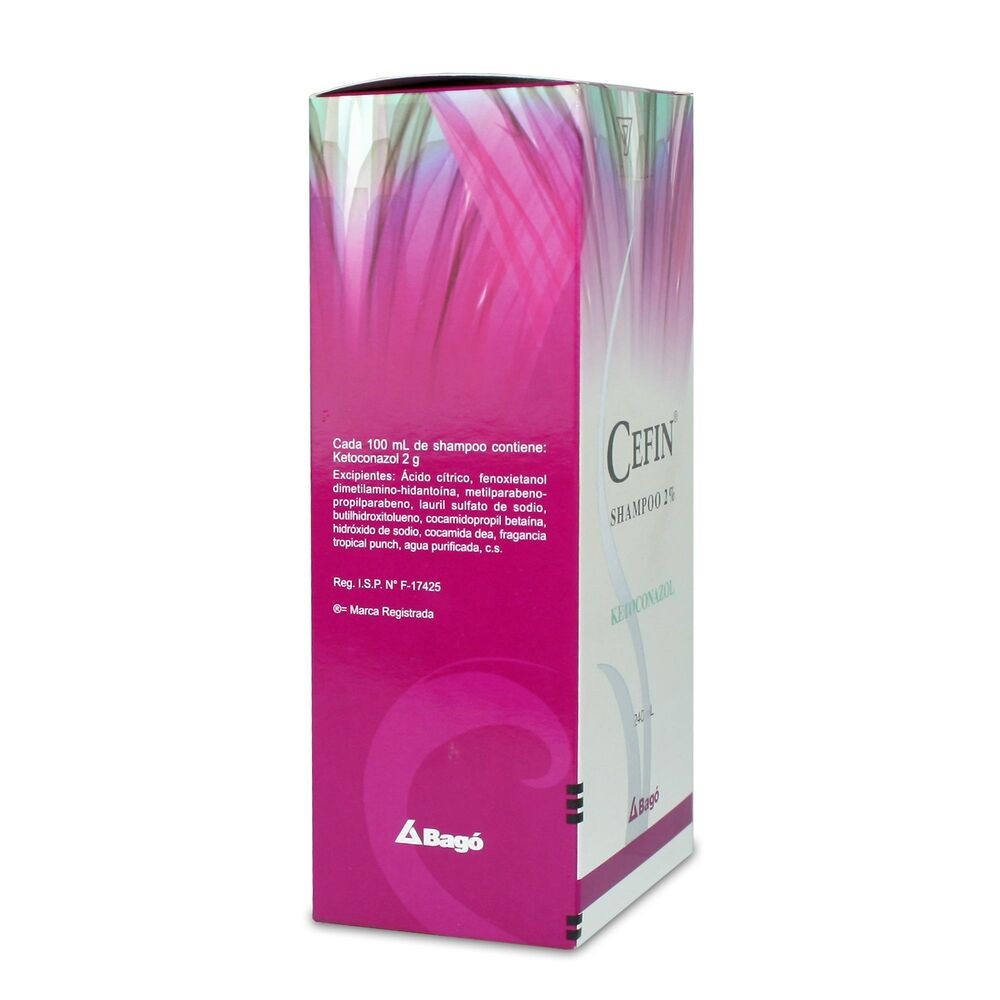 Cada 100 mL de shampoo contiene:
Ketoconazol 2 g
Excipientes: Ácido cítrico, fenoxietanol
dimetilamino-hidantoína, metilparabeno-
propilparabeno, lauril sulfato de sodio,
butilhidroxitolueno, cocamidopropil betaína,
hidróxido de sodio, cocamida dea, fragancia
tropical punch, agua purificada, c.s.
Reg. I.S.P. N° F-17425
®= Marca Registrada
Bagó
CEFIN®
SHAMPOO 2%
KETOCONAZOL
Bagó